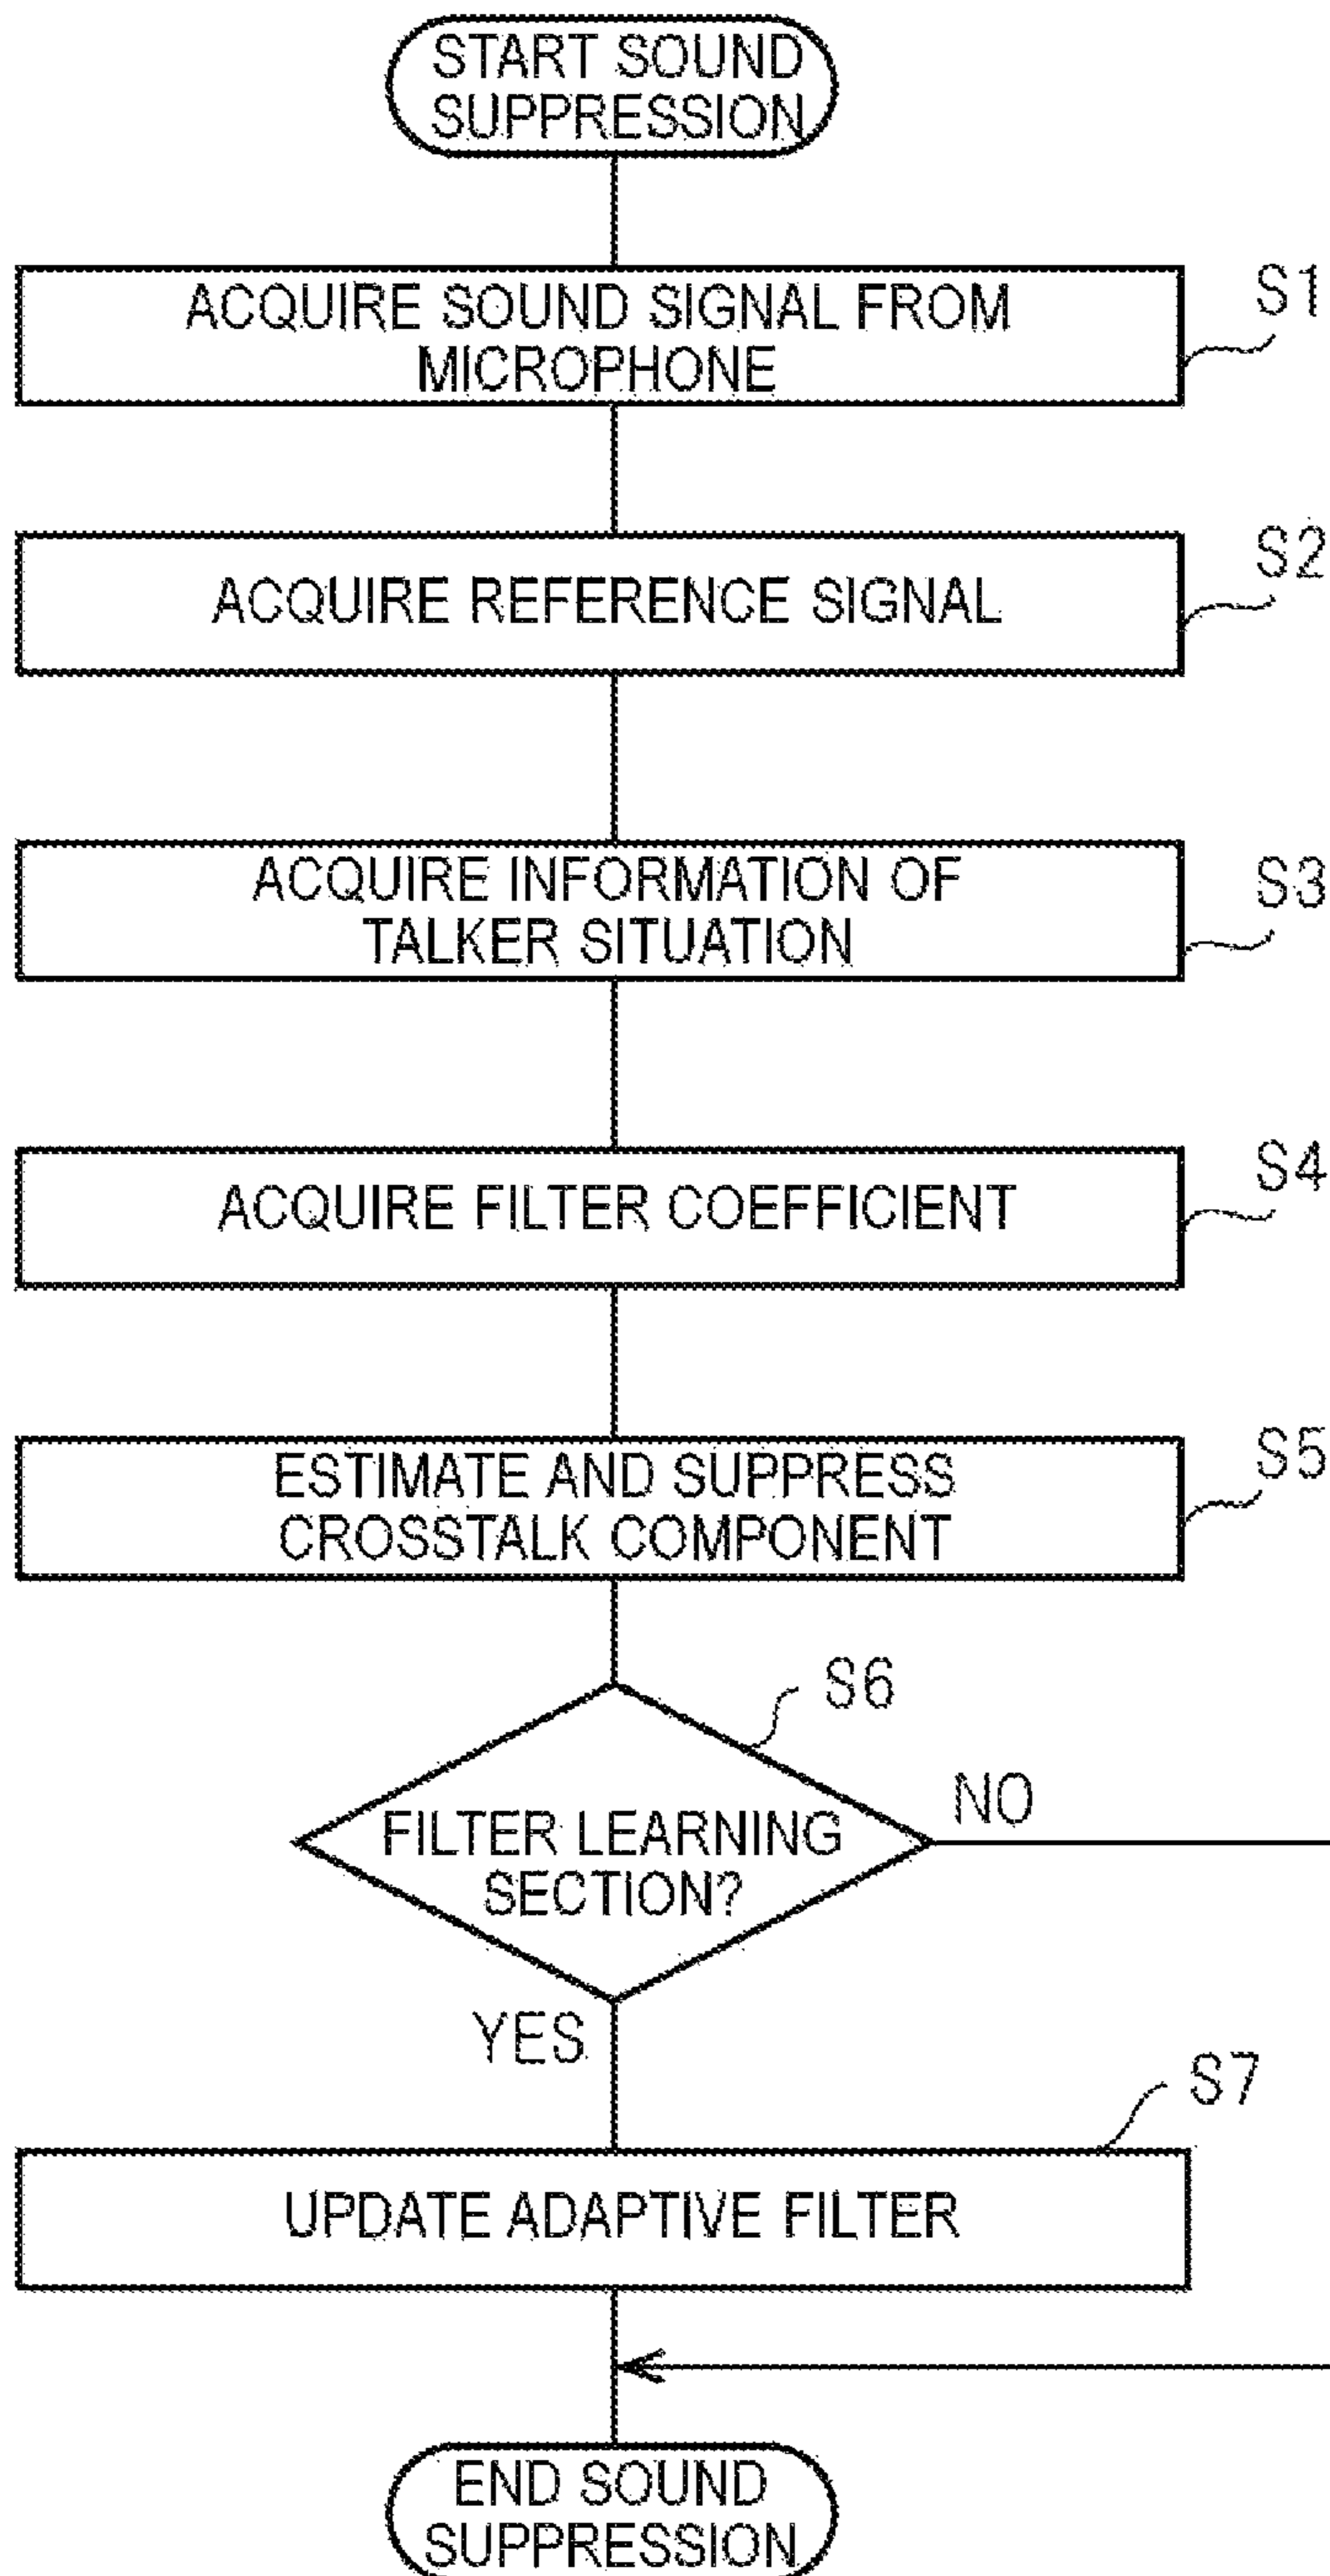 START SOUND
SUPPRESSION
ACQUIRE SOUND SIGNAL FROM
MICROPHONE
S1
ACQUIRE REFERENCE SIGNAL
S2
ACQUIRE INFORMATION OF
TALKER SITUATION
S3
ACQUIRE FILTER COEFFICIENT
S4
ESTIMATE AND SUPPRESS
CROSSTALK COMPONENT
S5
S6
FILTER LEARNING
SECTION?
NO
YES
S7
UPDATE ADAPTIVE FILTER
END SOUND
SUPPRESSION